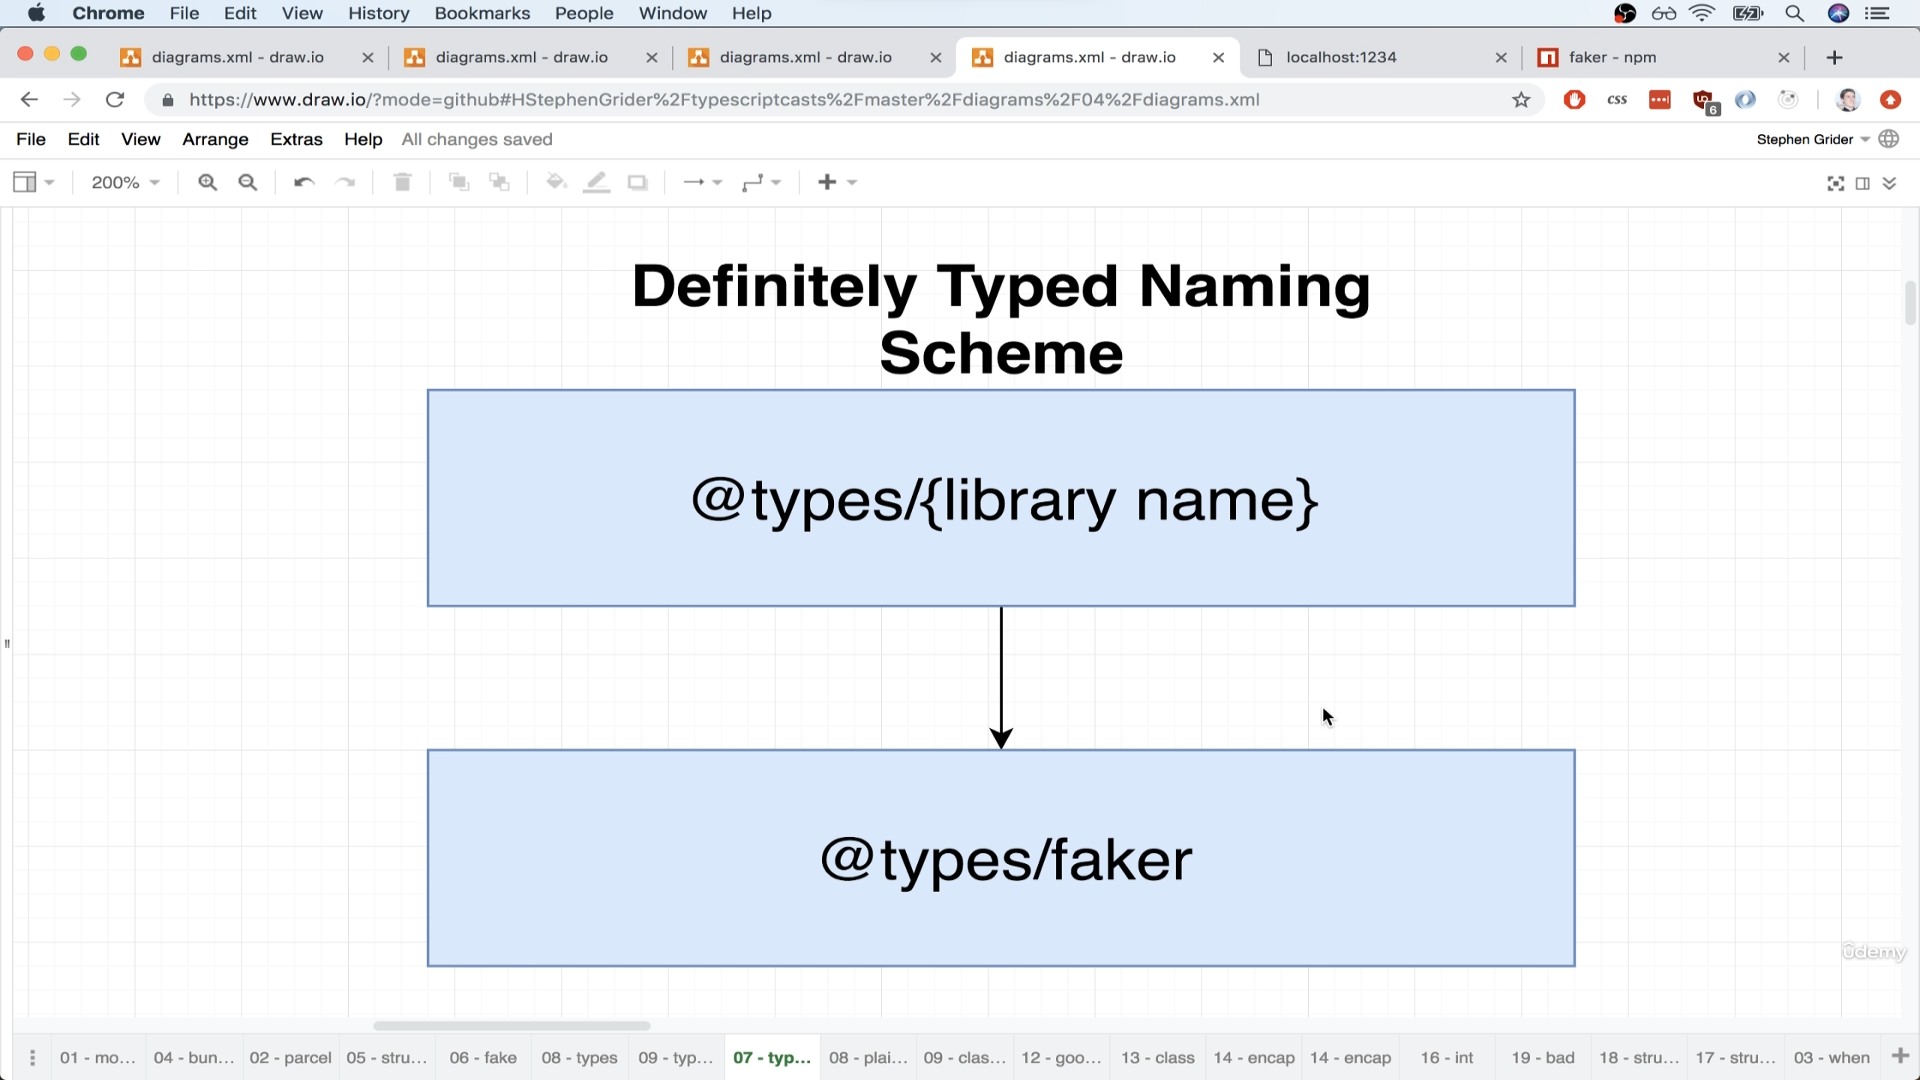 Chrome File Edit View History Bookmarks People Window Help
diagrams.xml - draw.io diagrams.xml - draw.io diagrams.xml - draw.io diagrams.xml - draw.io localhost:1234 faker - npm
https://www.draw.io/?mode=github#HStephenGrider%2Ftypescriptcasts%2Fmaster%2Fdiagrams%2F04%2Fdiagrams.xml
css
6
File Edit View Arrange Extras Help All changes saved
Stephen Grider
200%
Definitely Typed Naming
Scheme
@types/{library name}
@types/faker
ûdemy
01 - mo... 04 - bun... 02 - parcel 05 - stru... 06 - fake 08 - types 09 - typ... 07 - typ... 08 - plai... 09 - clas... 12 - goo... 13 - class 14 - encap 14 - encap 16 - int 19 - bad 18 - stru... 17 - stru... 03 - when